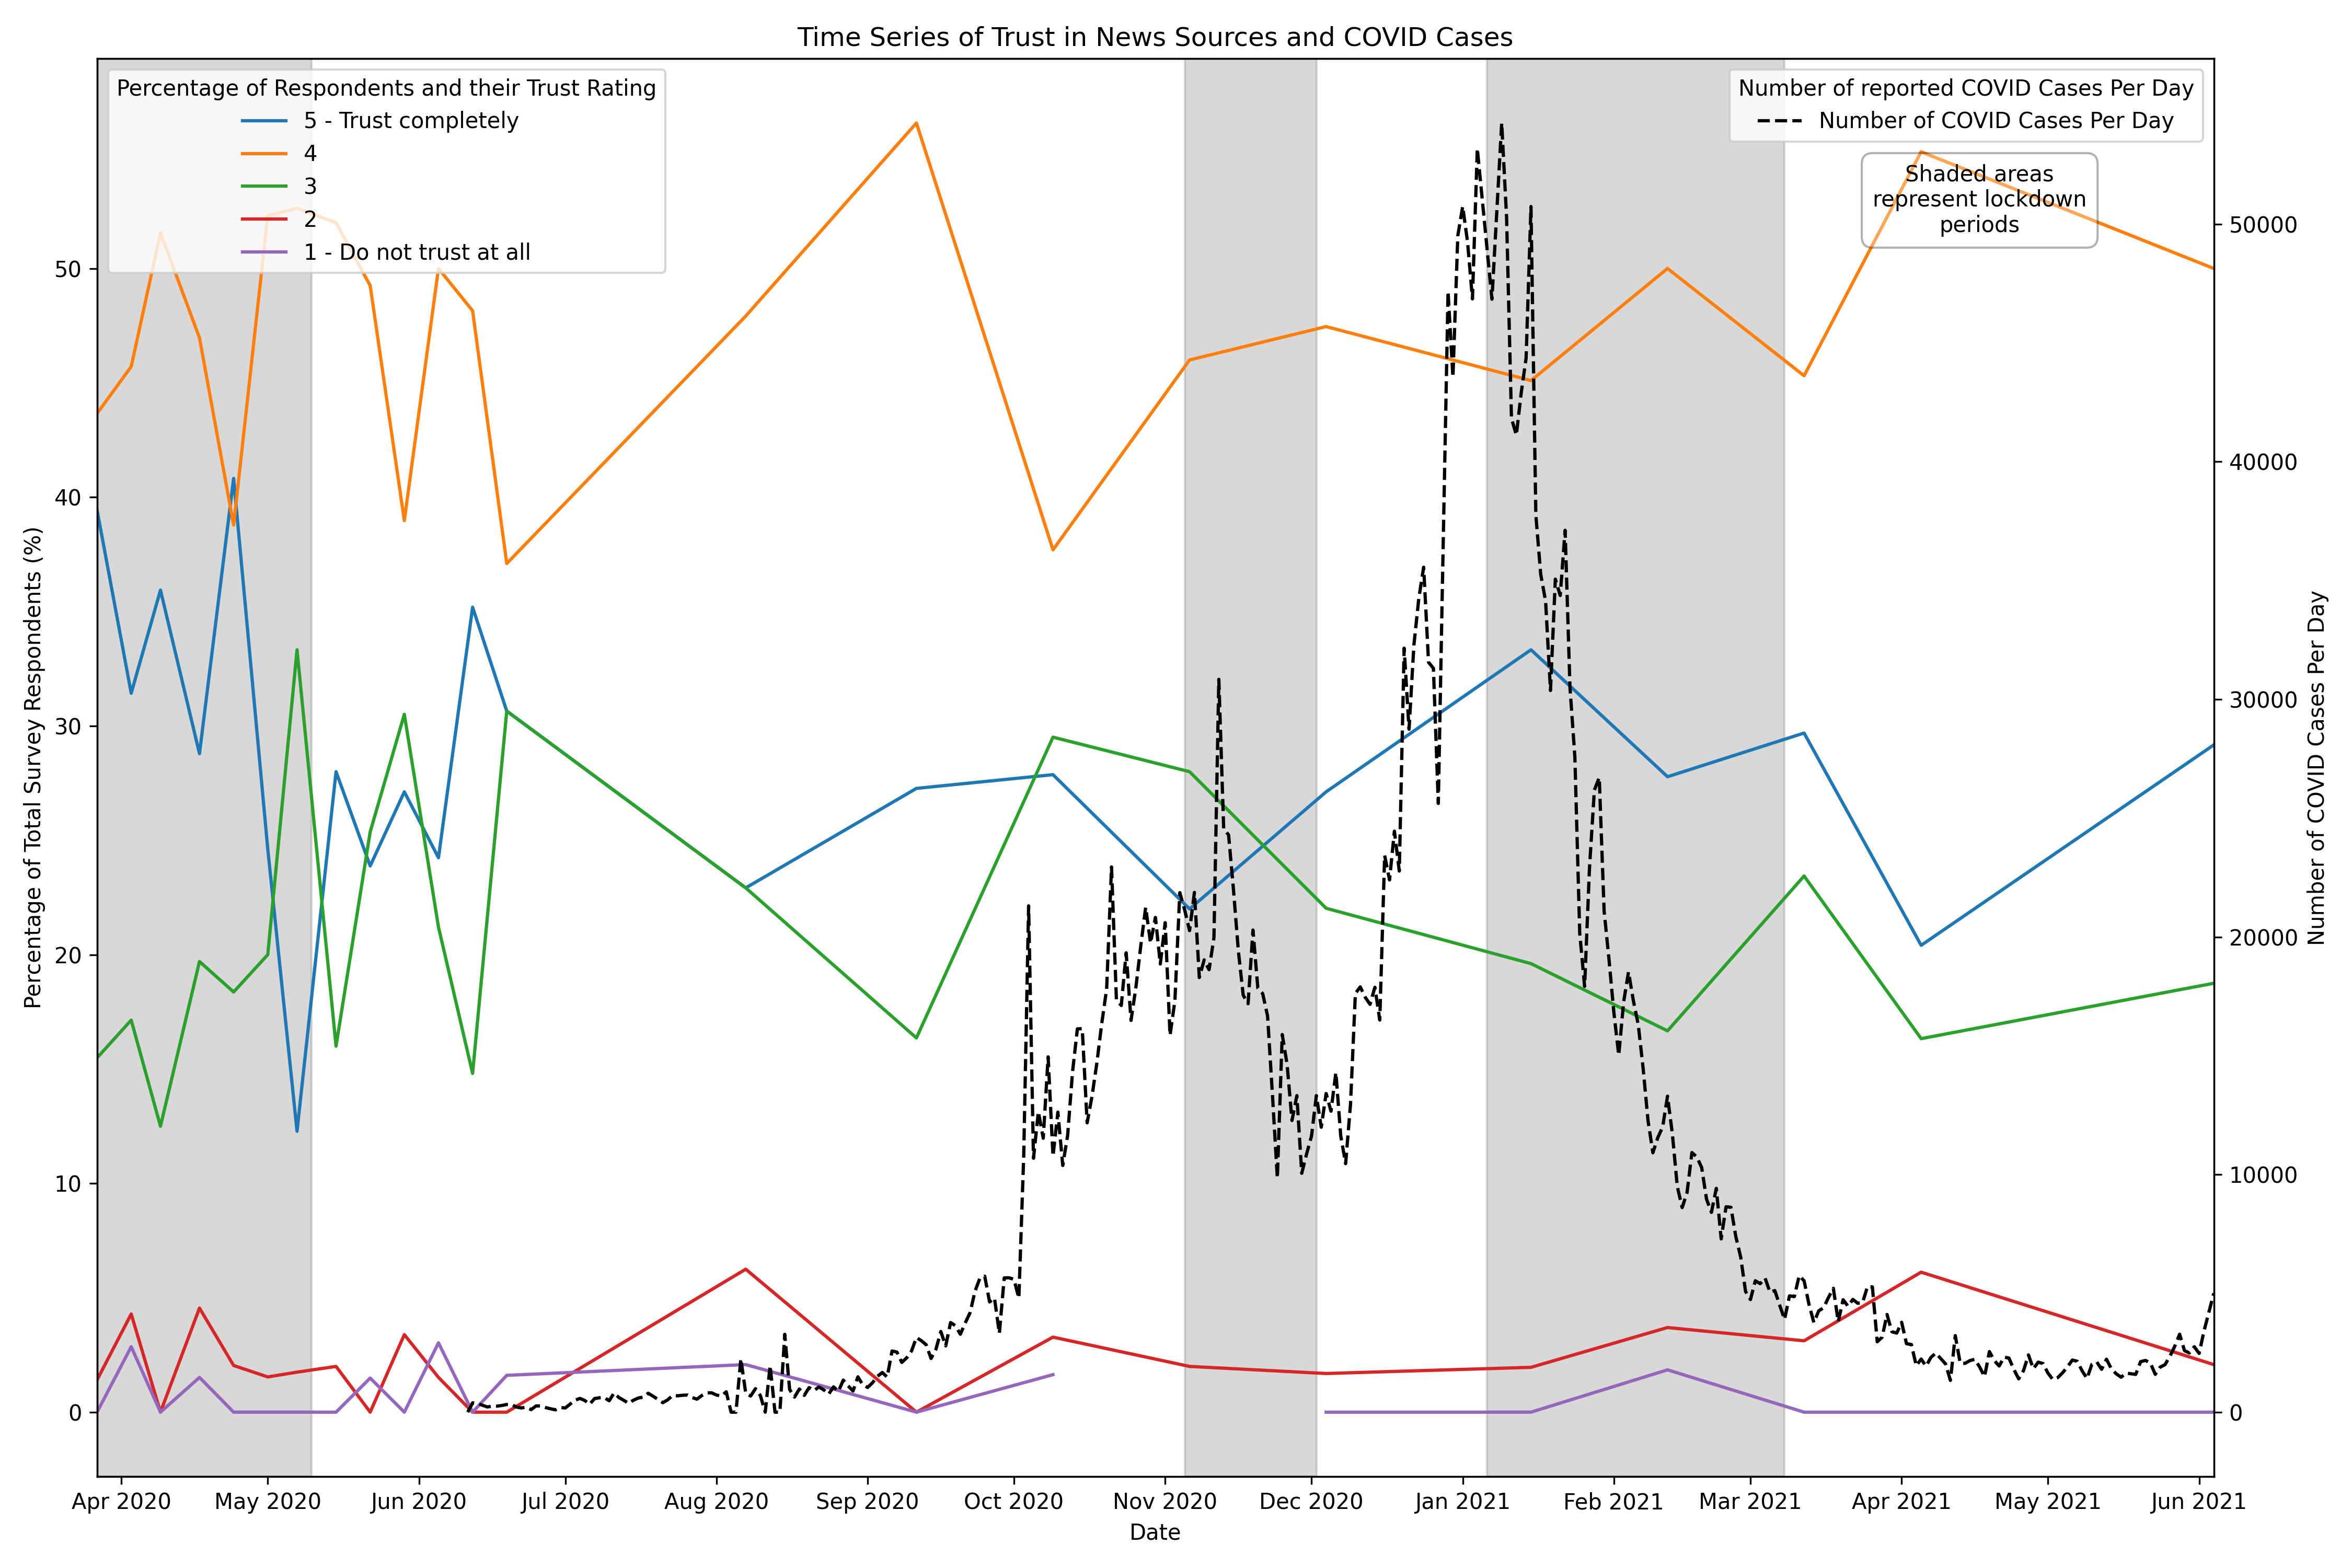 Time Series of Trust in News Sources and COVID Cases
Percentage of Respondents and their Trust Rating
5 - Trust completely
4
3
2
1 - Do not trust at all
Number of reported COVID Cases Per Day
Number of COVID Cases Per Day
Shaded areas
represent lockdown
periods
Percentage of Total Survey Respondents (%)
50
40
30
20
10
0
50000
40000
30000
20000
10000
0
Number of COVID Cases Per Day
Apr 2020 May 2020 Jun 2020 Jul 2020 Aug 2020 Sep 2020 Oct 2020 Nov 2020 Dec 2020 Jan 2021 Feb 2021 Mar 2021 Apr 2021 May 2021 Jun 2021
Date